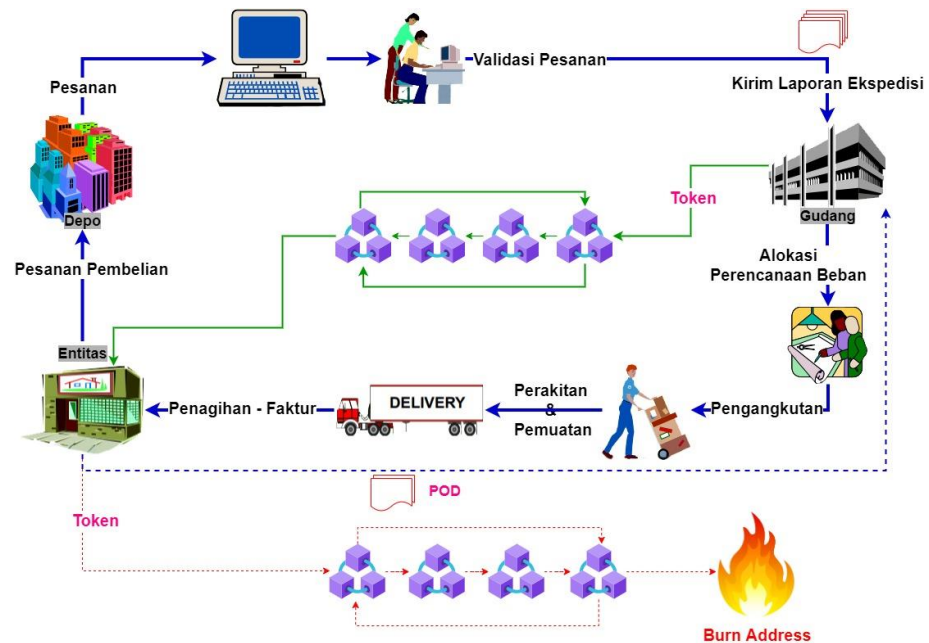 Pesanan
Validasi Pesanan
Kirim Laporan Ekspedisi
Depo
Token
Gudang
Pesanan Pembelian
Alokasi
Perencanaan Beban
Entitas
Penagihan - Faktur
DELIVERY
Perakitan
&
Pemuatan
Pengangkutan
POD
Token
Burn Address